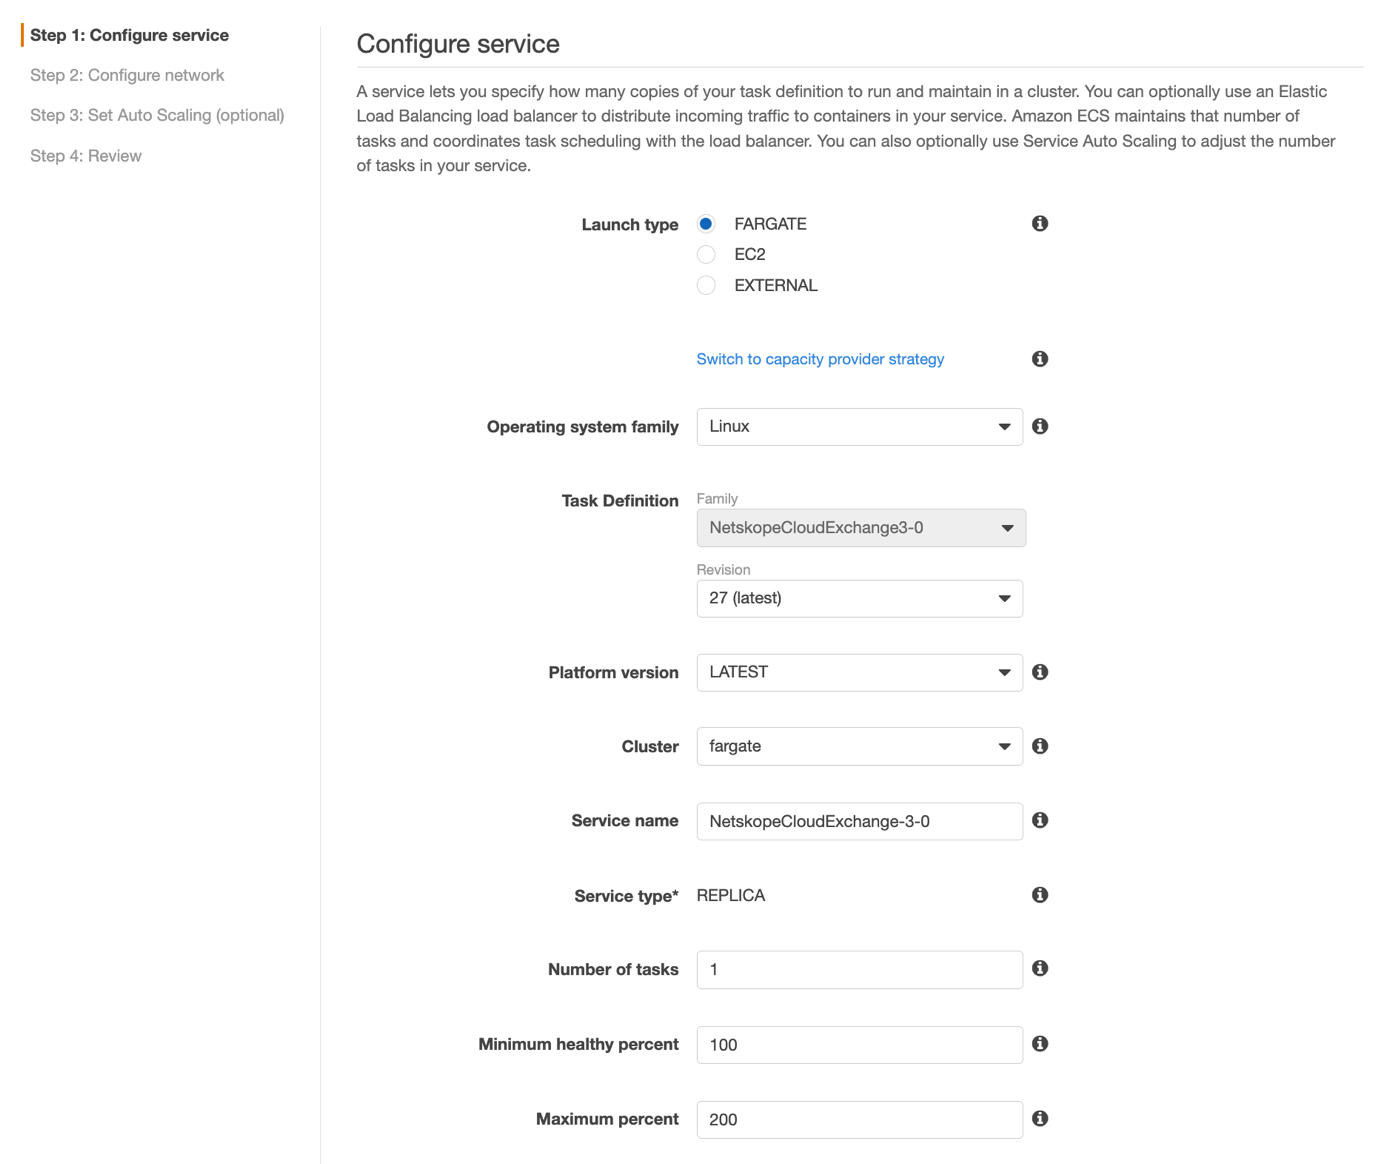 Step 1: Configure service
Step 2: Configure network
Step 3: Set Auto Scaling (optional)
Step 4: Review
Configure service
A service lets you specify how many copies of your task definition to run and maintain in a cluster. You can optionally use an Elastic
Load Balancing load balancer to distribute incoming traffic to containers in your service. Amazon ECS maintains that number of
tasks and coordinates task scheduling with the load balancer. You can also optionally use Service Auto Scaling to adjust the number
of tasks in your service.
Launch type FARGATE
EC2
EXTERNAL
Switch to capacity provider strategy
Operating system family Linux
Task Definition Family
NetskopeCloudExchange3-0
Revision
27 (latest)
Platform version LATEST
Cluster fargate
Service name NetskopeCloudExchange-3-0
Service type* REPLICA
Number of tasks 1
Minimum healthy percent 100
Maximum percent 200